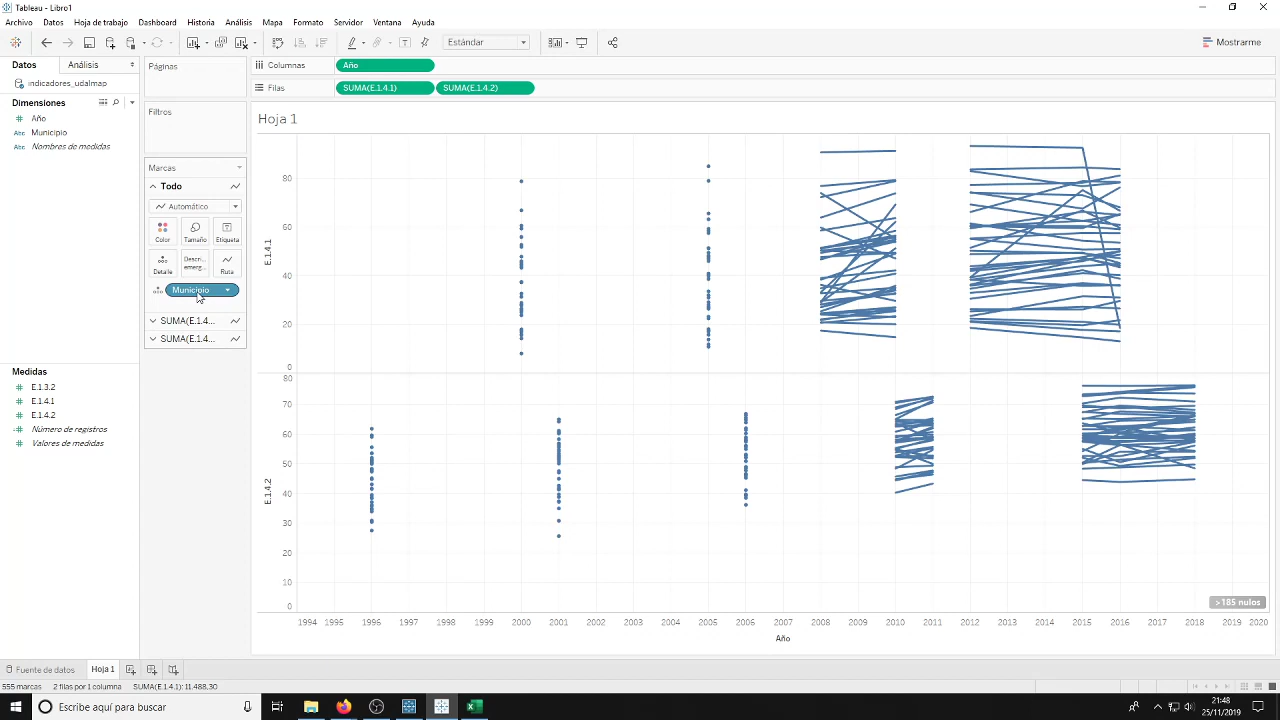 Tableau - Libro1
Archivo Datos Hoja de trabajo Dashboard Historia Análisis Mapa Formato Servidor Ventana Ayuda
Estándar
Mostrarme
Datos Análisis
indicadores_udalmap
Dimensiones
Año
Abc Municipio
Abc Nombres de medidas
Medidas
E.1.3.2
E.1.4.1
E.1.4.2
Número de registros
Valores de medidas
Páginas
Filtros
Marcas
Todo
Automático
Color Tamaño Etiqueta
Detalle Descri... emerg... Ruta
Municipio
SUMA(E.1.4...
SUMA(E.1.4...
Columnas Año
Filas SUMA(E.1.4.1) SUMA(E.1.4.2)
Hoja 1
E.1.4.1
80
60
40
20
0
E.1.4.2
80
70
60
50
40
30
20
10
0
>185 nulos
1994 1995 1996 1997 1998 1999 2000 2001 2002 2003 2004 2005 2006 2007 2008 2009 2010 2011 2012 2013 2014 2015 2016 2017 2018 2019 2020
Año
Fuente de datos Hoja 1
555 marcas 2 filas por 1 columna SUMA(E.1.4.1): 11.488,30
Escribe aquí para buscar
21:48
25/11/2019